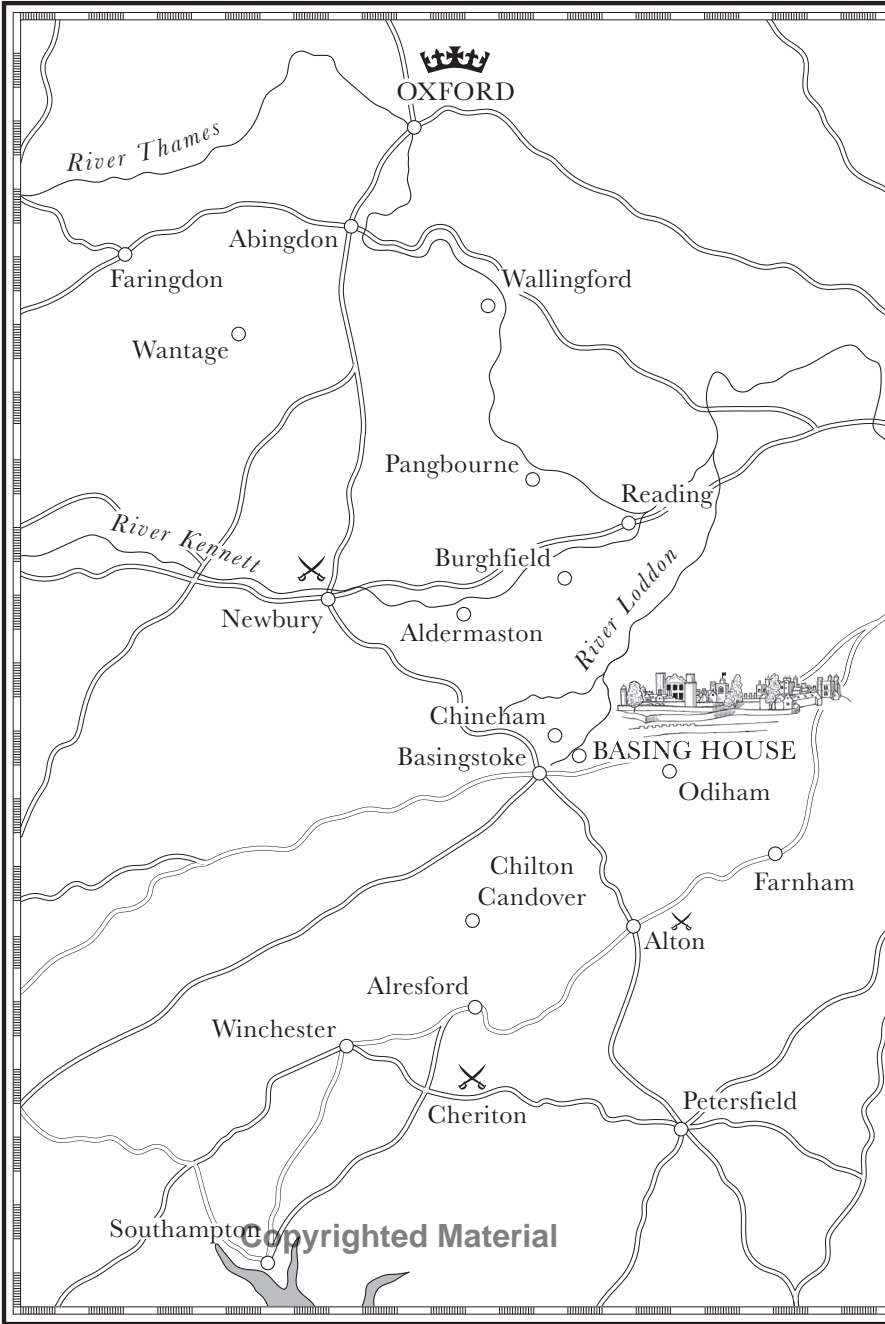 OXFORD
River Thames
Abingdon
Faringdon
Wallingford
Wantage
Pangbourne
Reading
River Kennett
Burghfield
Newbury
Aldermaston
River Loddon
Chineham
Basingstoke
BASING HOUSE
Odiham
Chilton
Candover
Farnham
Alton
Alresford
Winchester
Cheriton
Petersfield
Southampton
Copyrighted Material